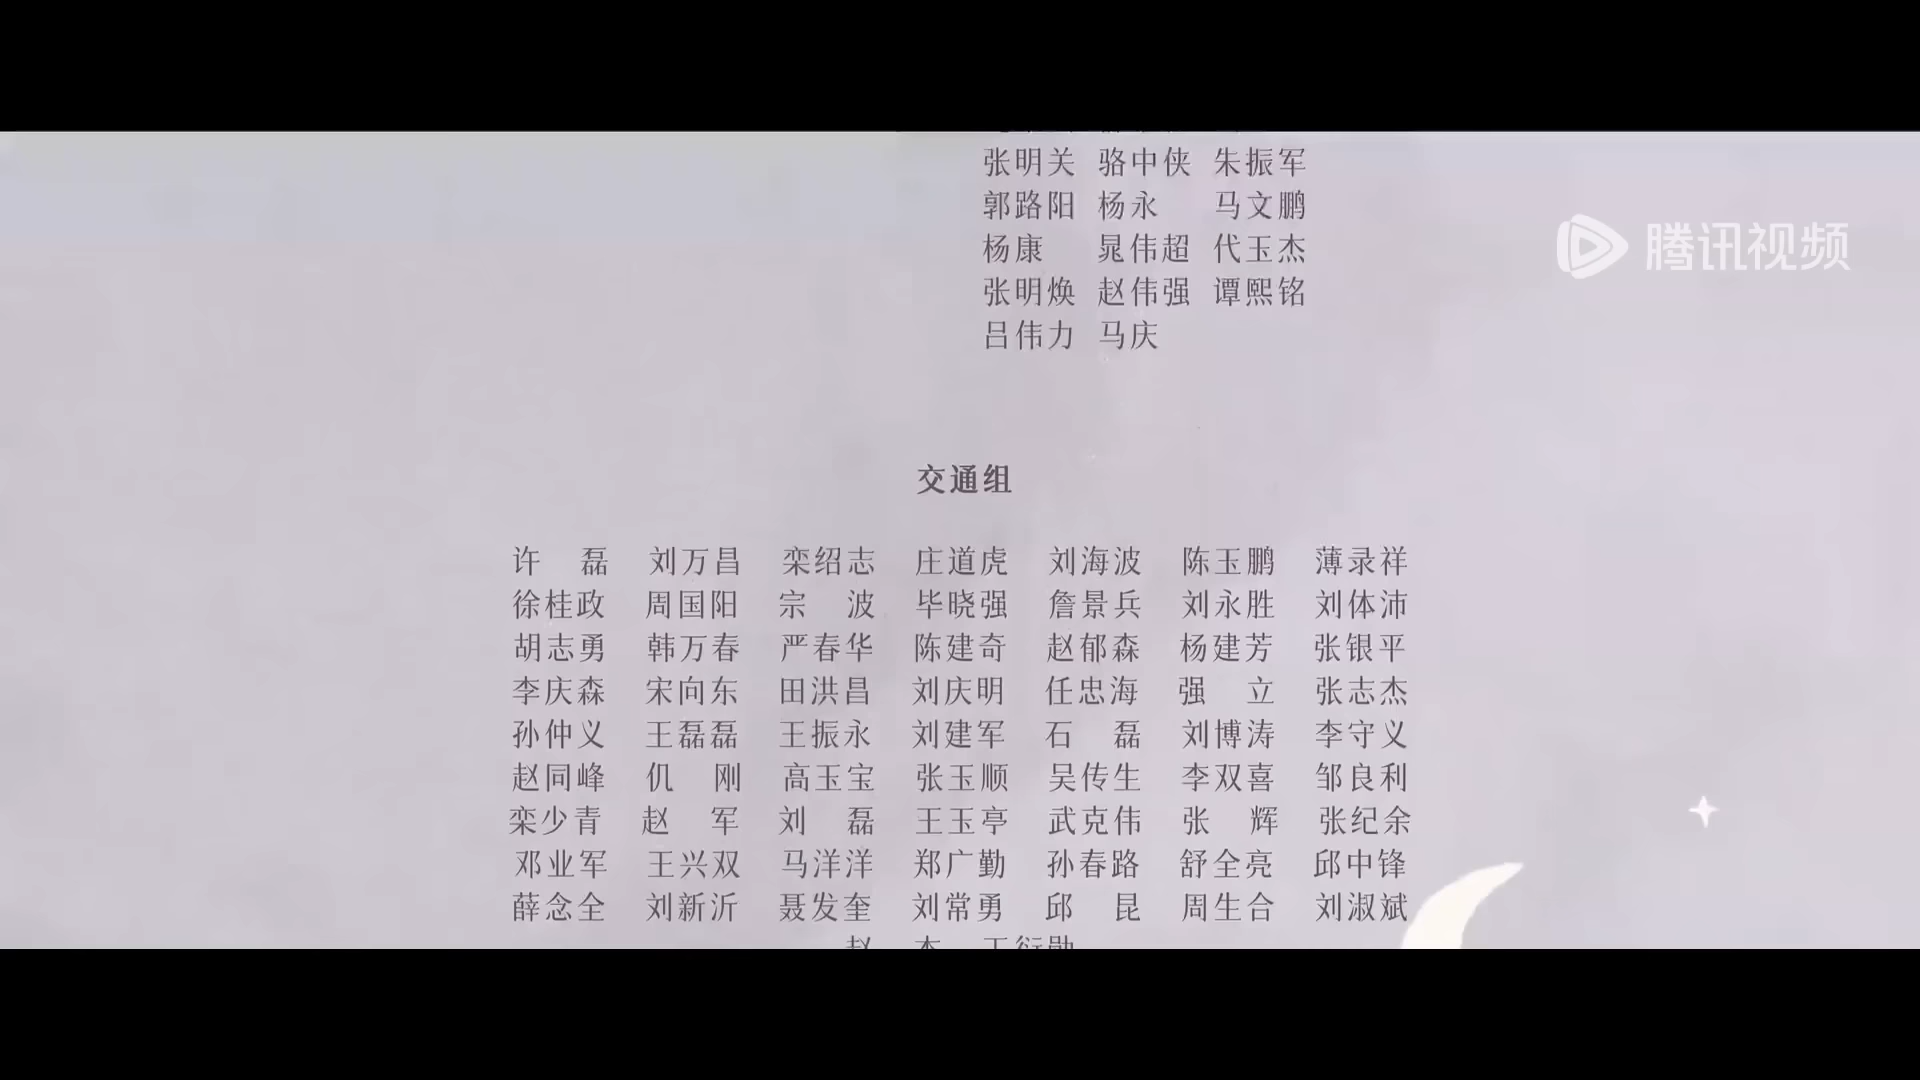 张明关 骆中侠 朱振军
郭路阳 杨永 马文鹏
腾讯视频
杨康 晁伟超 代玉杰
张明焕 赵伟强 谭熙铭
吕伟力 马庆
交通组
许磊 刘万昌 栾绍志 庄道虎 刘海波 陈玉鹏 薄录祥
徐桂政 周国阳 宗波 毕晓强 詹景兵 刘永胜 刘体沛
胡志勇 韩万春 严春华 陈建奇 赵郁森 杨建芳 张银平
李庆森 宋向东 田洪昌 刘庆明 任忠海 强立 张志杰
孙仲义 王磊磊 王振永 刘建军 石磊 刘博涛 李守义
赵同峰 仉刚 高玉宝 张玉顺 吴传生 李双喜 邹良利
栾少青 赵军 刘磊 王玉亭 武克伟 张辉 张纪余
邓业军 王兴双 马洋洋 郑广勤 孙春路 舒全亮 邱中锋
薛念全 刘新沂 聂发奎 刘常勇 邱昆 周生合 刘淑斌